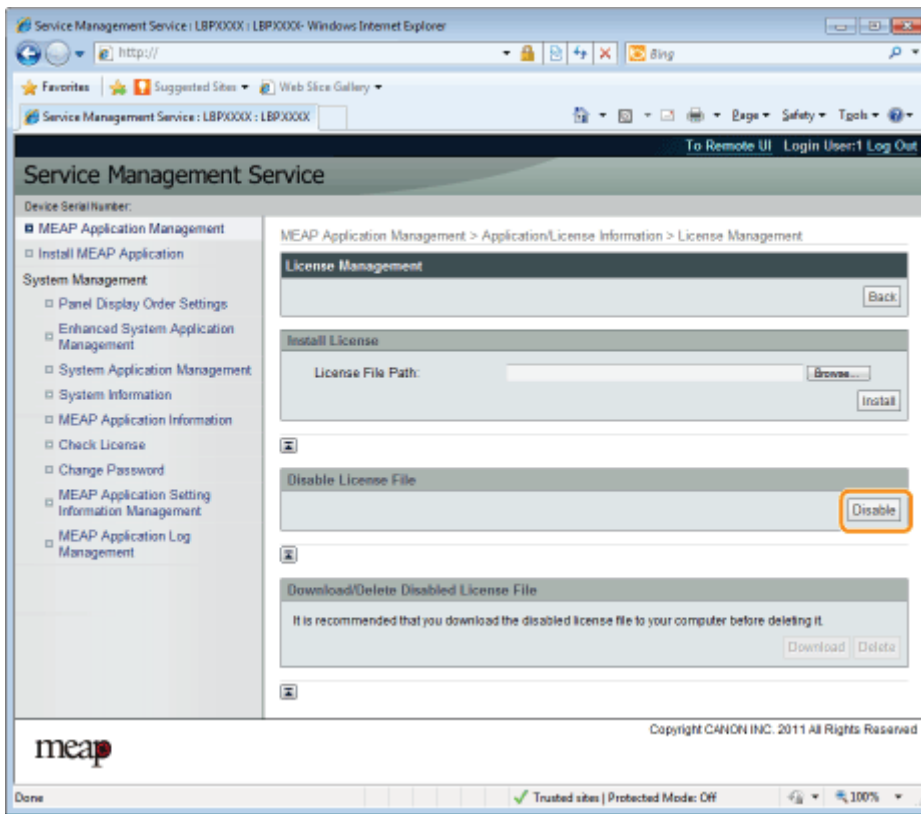 Service Management Service : LBPXXXX : LBPXXXX- Windows Internet Explorer
http://
Bing
Favorites
Suggested Sites
Web Slice Gallery
Service Management Service : LBPXXXX : LBPXXXX
Page
Safety
Tools
To Remote UI Login User:1 Log Out
Service Management Service
Device Serial Number:
MEAP Application Management
Install MEAP Application
System Management
Panel Display Order Settings
Enhanced System Application
Management
System Application Management
System Information
MEAP Application Information
Check License
Change Password
MEAP Application Setting
Information Management
MEAP Application Log
Management
MEAP Application Management > Application/License Information > License Management
License Management
Back
Install License
License File Path:
Browse...
Install
Disable License File
Disable
Download/Delete Disabled License File
It is recommended that you download the disabled license file to your computer before deleting it.
Download Delete
Copyright CANON INC. 2011 All Rights Reserved
meap
Done
Trusted sites | Protected Mode: Off
100%